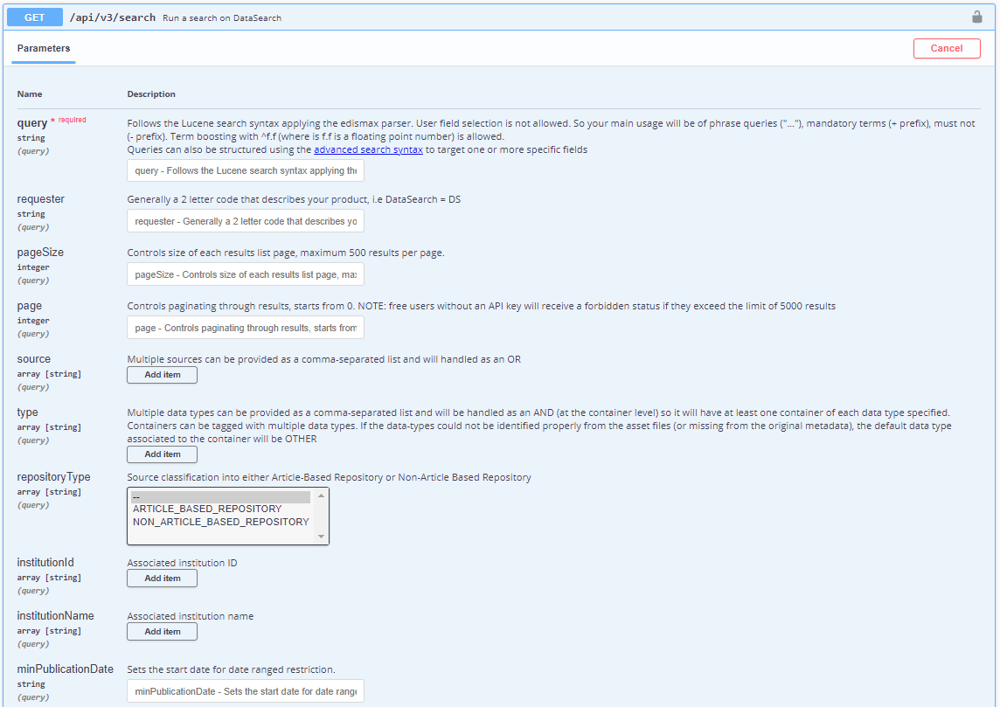 GET /api/v3/search Run a search on DataSearch
Parameters Cancel
Name Description
query * required Follows the Lucene search syntax applying the edismax parser. User field selection is not allowed. So your main usage will be of phrase queries ("..."), mandatory terms (+ prefix), must not
string (- prefix). Term boosting with ^f.f (where is f.f is a floating point number) is allowed.
(query) Queries can also be structured using the advanced search syntax to target one or more specific fields
query - Follows the Lucene search syntax applying the
requester Generally a 2 letter code that describes your product, i.e DataSearch = DS
string
(query) requester - Generally a 2 letter code that describes yo
pageSize Controls size of each results list page, maximum 500 results per page.
integer
(query) pageSize - Controls size of each results list page, max
page Controls paginating through results, starts from 0. NOTE: free users without an API key will receive a forbidden status if they exceed the limit of 5000 results
integer
(query) page - Controls paginating through results, starts from
source Multiple sources can be provided as a comma-separated list and will handled as an OR
array [string] Add item
(query)
type Multiple data types can be provided as a comma-separated list and will be handled as an AND (at the container level) so it will have at least one container of each data type specified.
array [string] Containers can be tagged with multiple data types. If the data-types could not be identified properly from the asset files (or missing from the original metadata), the default data type
(query) associated to the container will be OTHER
Add item
repositoryType Source classification into either Article-Based Repository or Non-Article Based Repository
array [string] --
(query) ARTICLE_BASED_REPOSITORY
NON_ARTICLE_BASED_REPOSITORY
institutionId Associated institution ID
array [string] Add item
(query)
institutionName Associated institution name
array [string] Add item
(query)
minPublicationDate Sets the start date for date ranged restriction.
string
(query) minPublicationDate - Sets the start date for date range